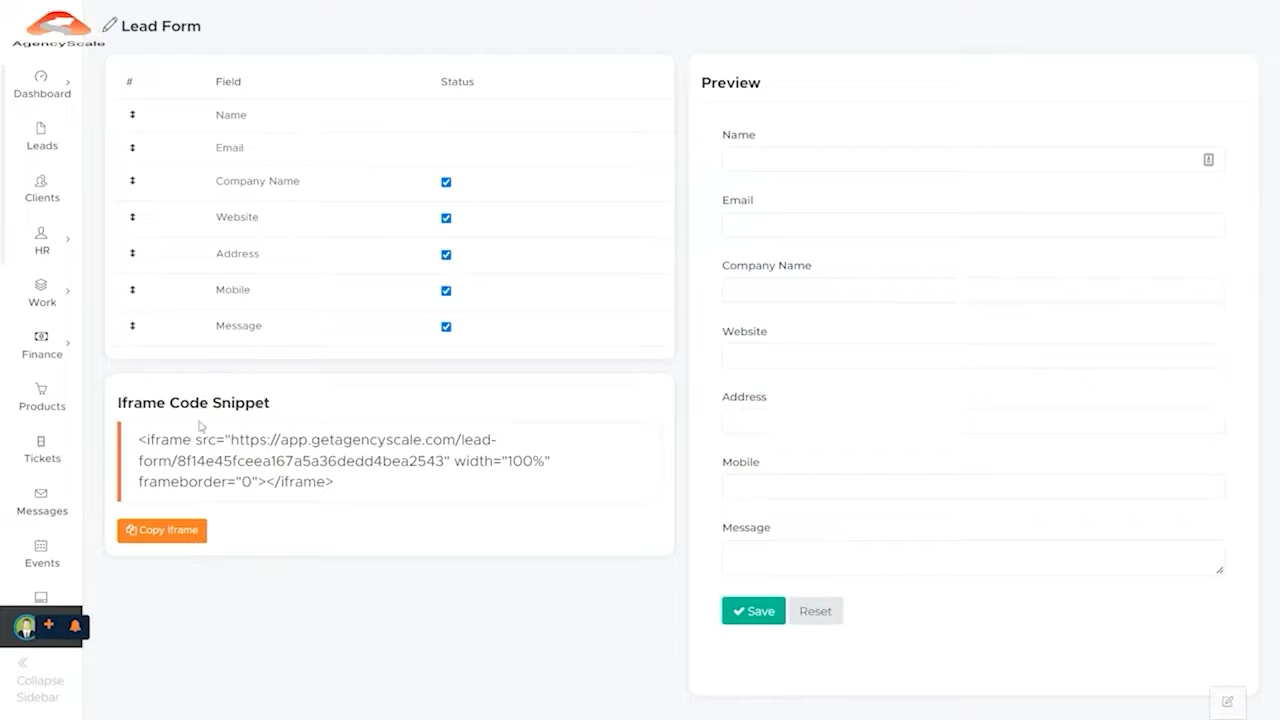 AgencyScale
Lead Form
Dashboard
Leads
Clients
HR
Work
Finance
Products
Tickets
Messages
Events
Collapse
Sidebar
# Field Status
Name
Email
Company Name
Website
Address
Mobile
Message
Iframe Code Snippet
<iframe src="https://app.getagencyscale.com/lead-
form/8f14e45fceea167a5a36dedd4bea2543" width="100%"
frameborder="0"></iframe>
Copy Iframe
Preview
Name
Email
Company Name
Website
Address
Mobile
Message
Save Reset